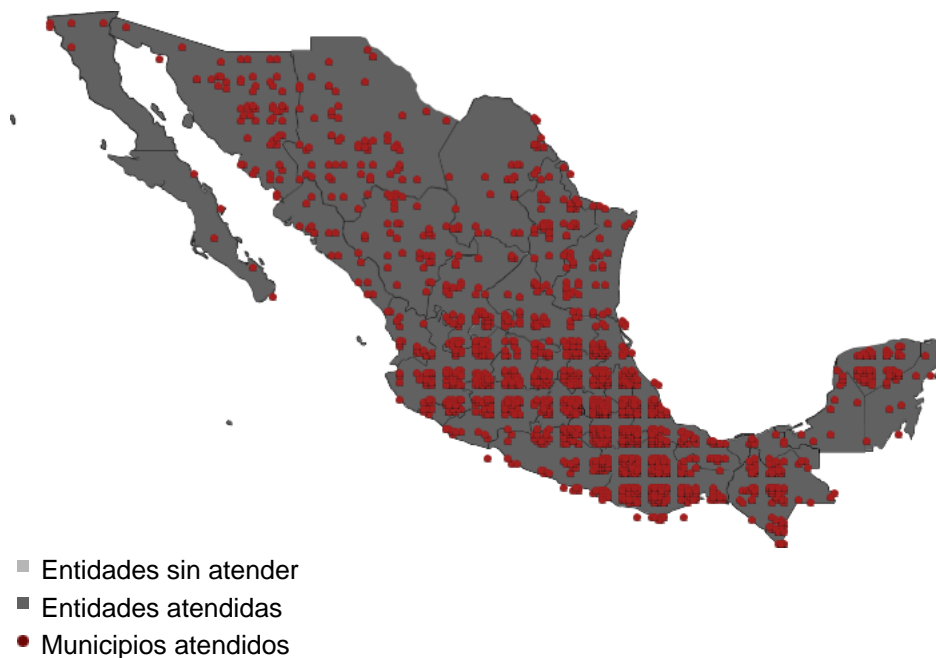 Entidades sin atender
Entidades atendidas
Municipios atendidos